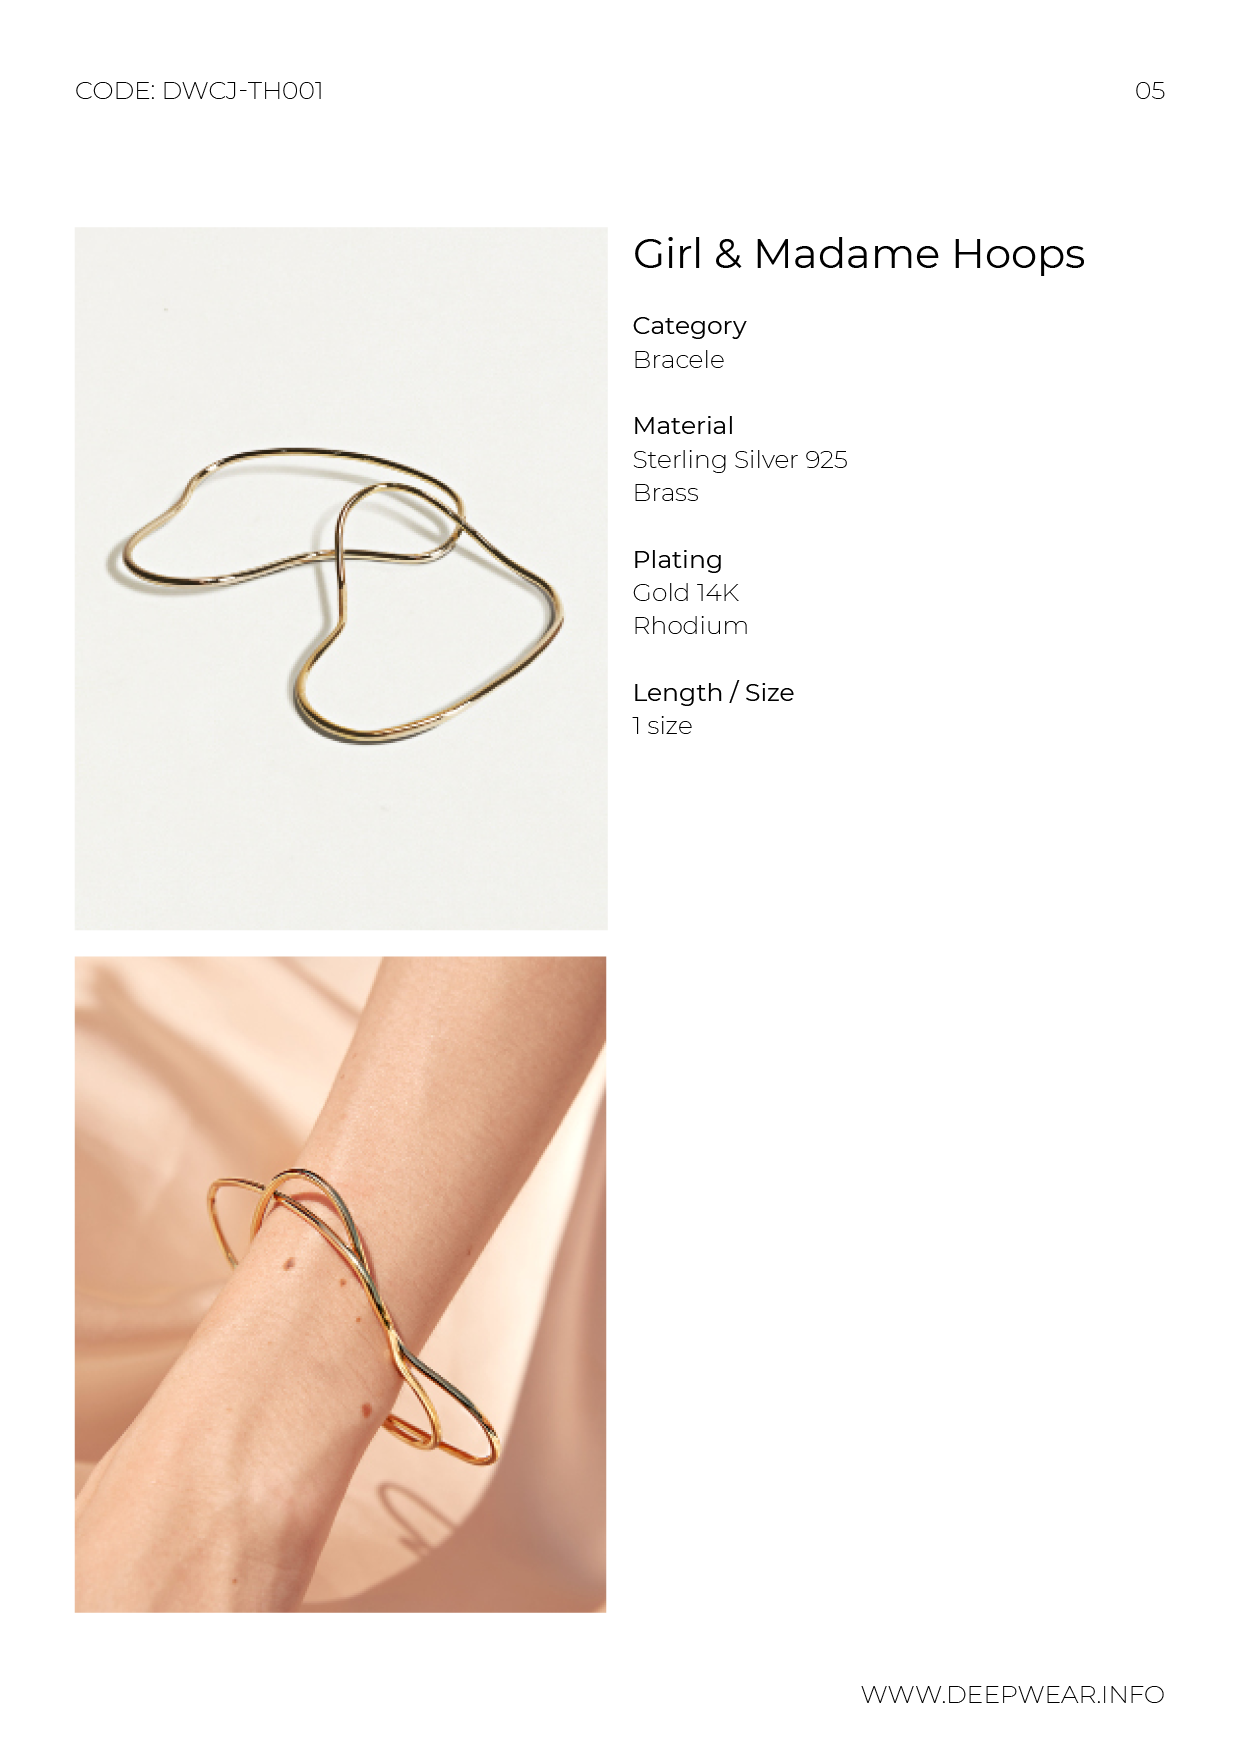 CODE: DWCJ-TH001
05
Girl & Madame Hoops
Category
Bracele
Material
Sterling Silver 925
Brass
Plating
Gold 14K
Rhodium
Length / Size
1 size
WWW.DEEPWEAR.INFO